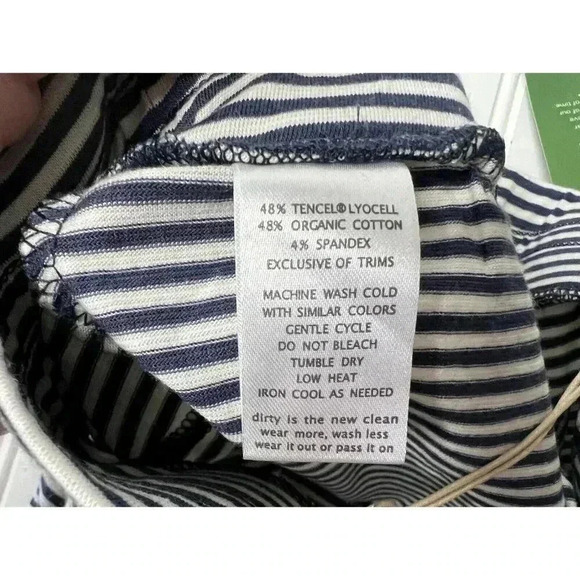 48% TENCEL®LYOCELL
48% ORGANIC COTTON
4% SPANDEX
EXCLUSIVE OF TRIMS
MACHINE WASH COLD
WITH SIMILAR COLORS
GENTLE CYCLE
DO NOT BLEACH
TUMBLE DRY
LOW HEAT
IRON COOL AS NEEDED
dirty is the new clean
wear more, wash less
wear it out or pass it on